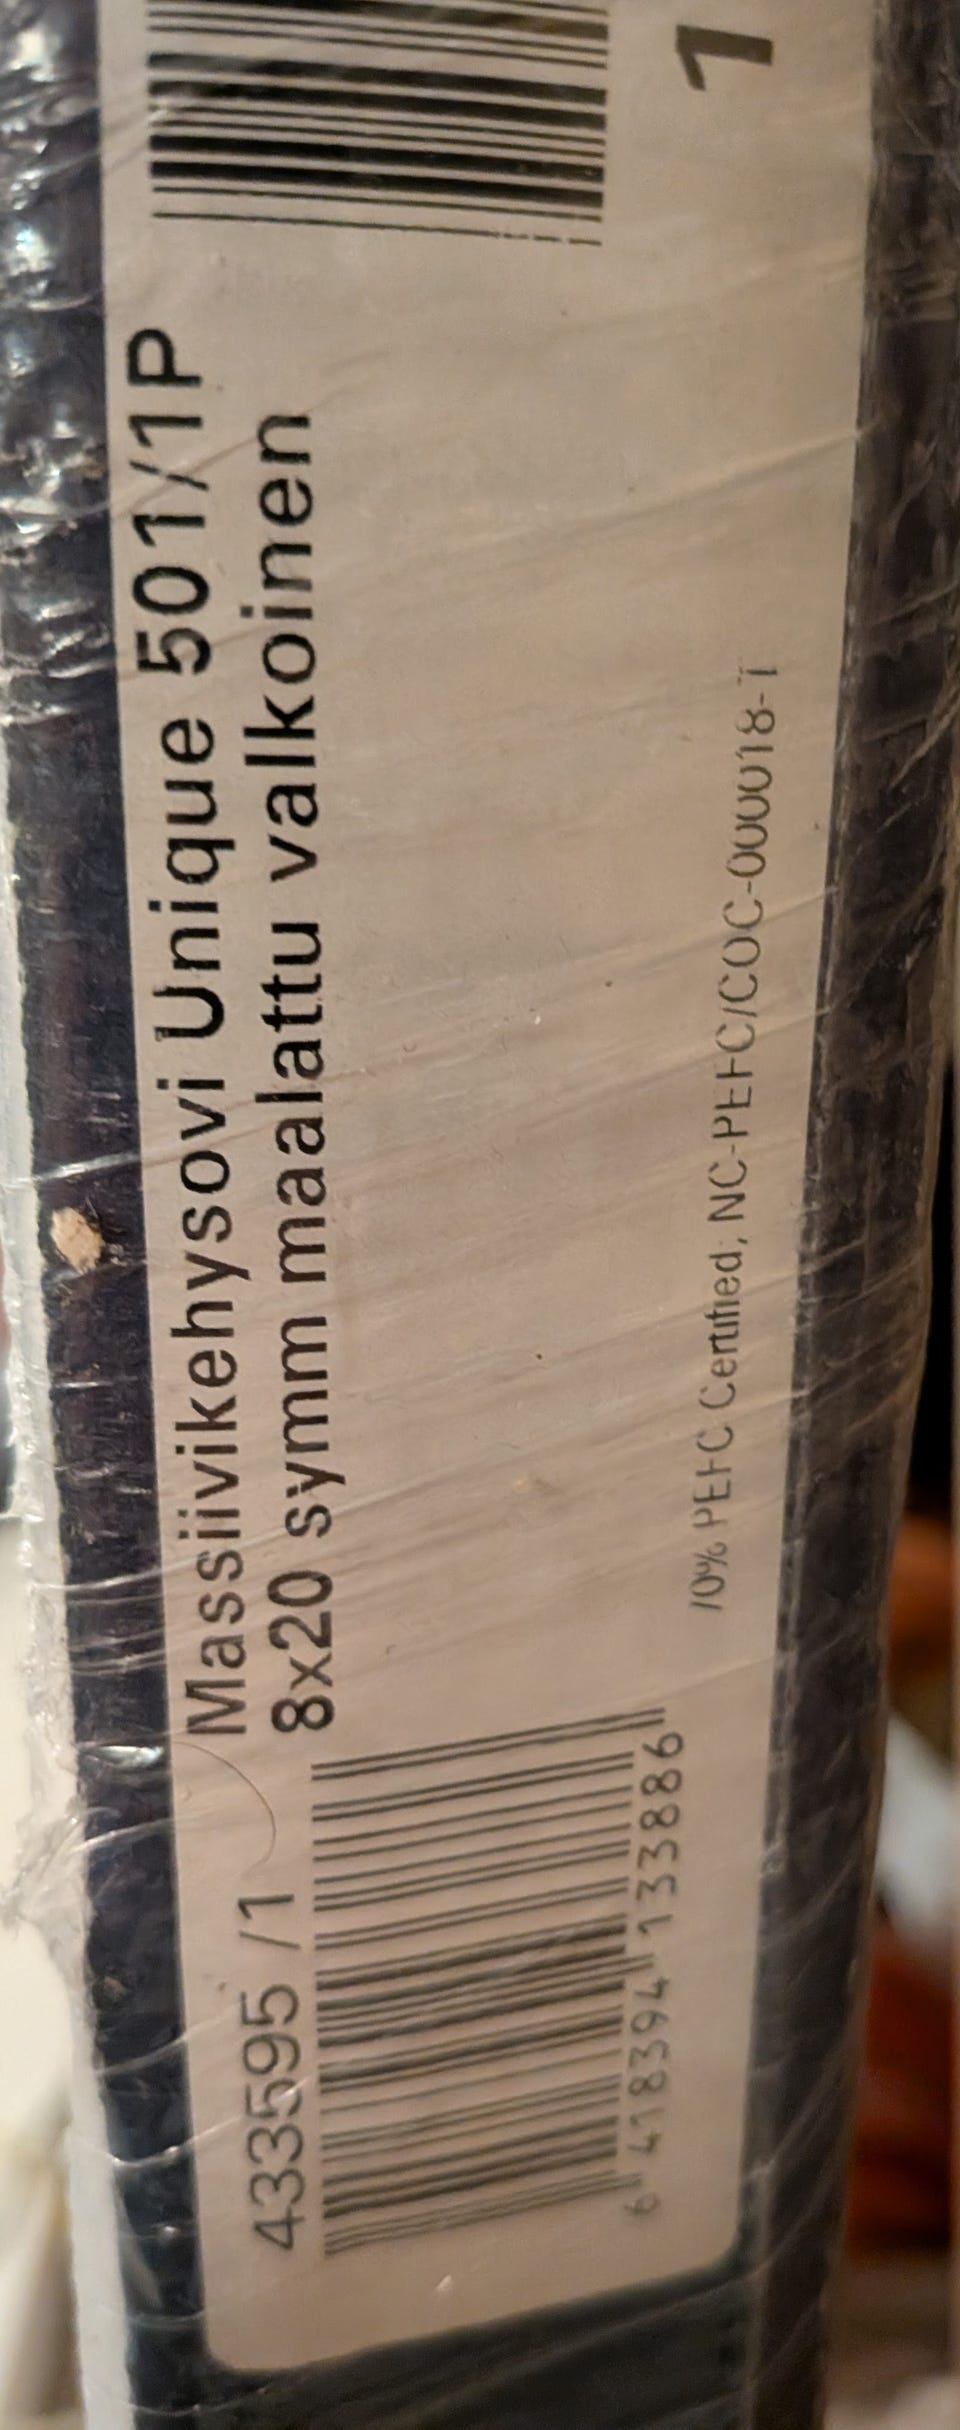 433595 /1
Massiivikehysovi Unique 501/1P
8x20 symm maalattu valkoinen
6 418394 133886
70% PEFC Certified; NC-PEFC/COC-000018-T
1